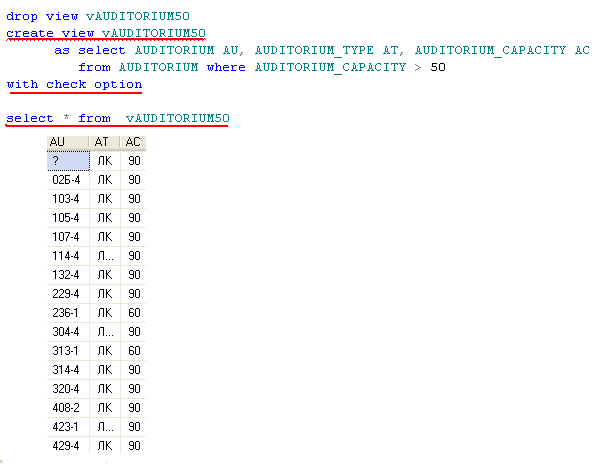 drop view vAUDITORIUM50
create view vAUDITORIUM50
as select AUDITORIUM AU, AUDITORIUM_TYPE AT, AUDITORIUM_CAPACITY AC
from AUDITORIUM where AUDITORIUM_CAPACITY > 50
with check option
select * from vAUDITORIUM50
AU AT AC
? ЛК 90
02Б-4 ЛК 90
103-4 ЛК 90
105-4 ЛК 90
107-4 ЛК 90
114-4 Л... 90
132-4 ЛК 90
229-4 ЛК 90
236-1 ЛК 60
304-4 Л... 90
313-1 ЛК 60
314-4 ЛК 90
320-4 ЛК 90
408-2 ЛК 90
423-1 Л... 90
429-4 ЛК 90